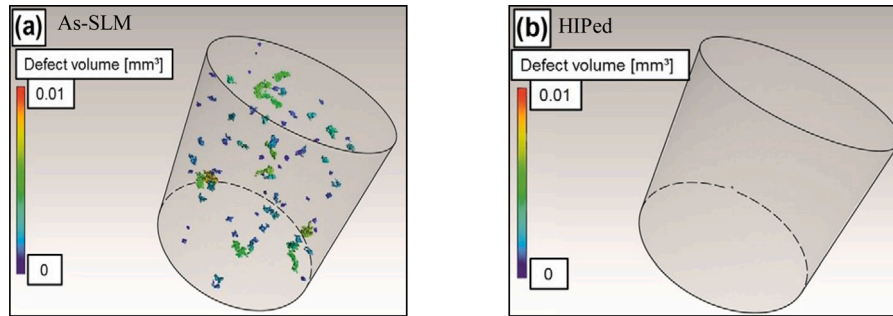 (a) As-SLM
Defect volume [mm³]
0.01
0
(b) HIPed
Defect volume [mm³]
0.01
0